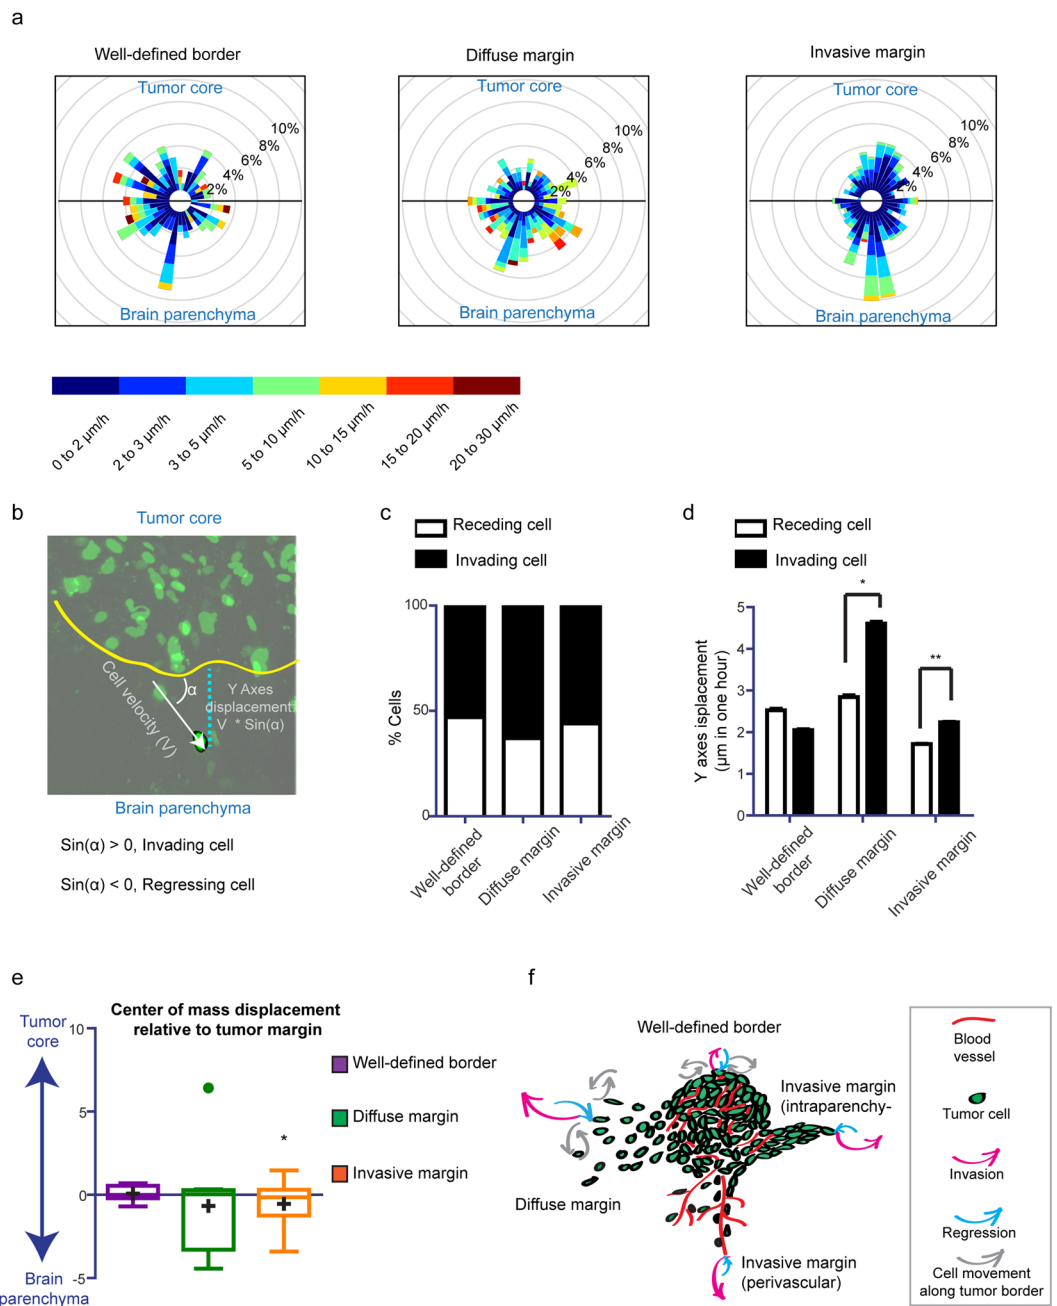 a
Well-defined border
Diffuse margin
Invasive margin
Tumor core
10%
8%
6%
4%
2%
Brain parenchyma
Tumor core
10%
8%
6%
4%
2%
Brain parenchyma
Tumor core
10%
8%
6%
4%
2%
Brain parenchyma
0 to 2 µm/h
2 to 3 µm/h
3 to 5 µm/h
5 to 10 µm/h
10 to 15 µm/h
15 to 20 µm/h
20 to 30 µm/h
b
Tumor core
Cell velocity (V)
α
Y Axes
displacement:
V * Sin(α)
Brain parenchyma
Sin(α) > 0, Invading cell
Sin(α) < 0, Regressing cell
c
Receding cell
Invading cell
% Cells
100
50
0
Well-defined
border
Diffuse margin
Invasive margin
d
Receding cell
Invading cell
Y axes isplacement
(µm in one hour)
5
4
3
2
1
0
*
**
Well-defined
border
Diffuse margin
Invasive margin
e
Center of mass displacement
relative to tumor margin
Tumor
core
Brain
parenchyma
10
5
0
-5
*
Well-defined border
Diffuse margin
Invasive margin
f
Well-defined border
Invasive margin
(intraparenchy-
Diffuse margin
Invasive margin
(perivascular)
Blood
vessel
Tumor cell
Invasion
Regression
Cell movement
along tumor border